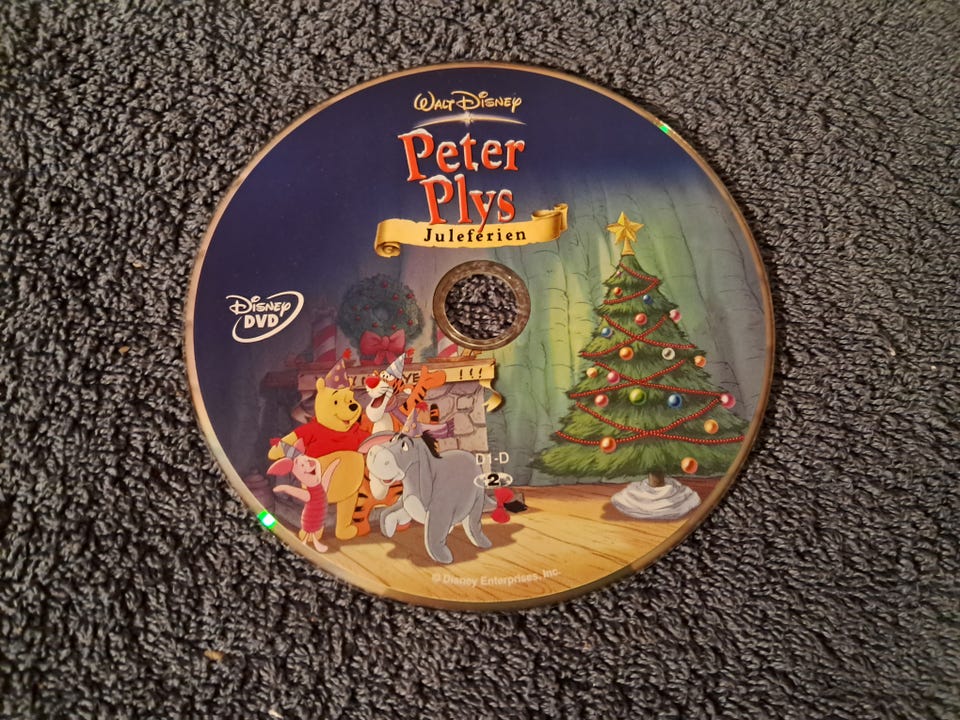 Walt Disney
Peter
Plys
Juleferien
Disney
DVD
D1-D
2
© Disney Enterprises, Inc.